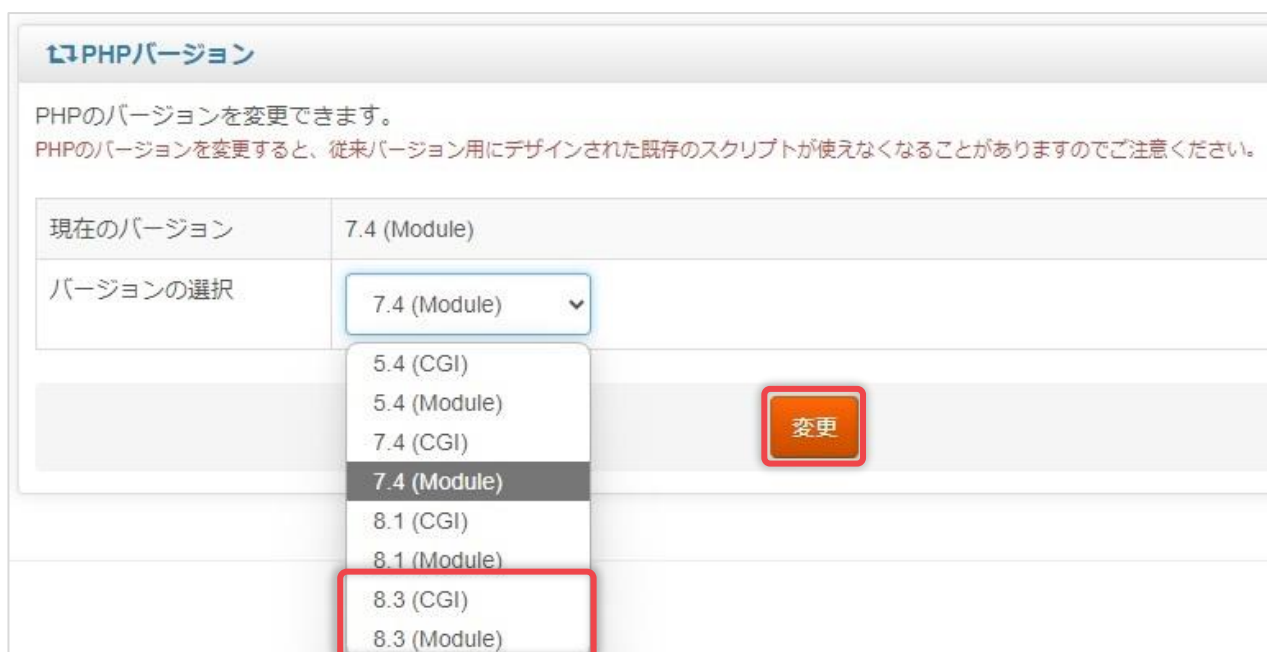 PHPバージョン
PHPのバージョンを変更できます。
PHPのバージョンを変更すると、従来バージョン用にデザインされた既存のスクリプトが使えなくなることがありますのでご注意ください。
現在のバージョン 7.4 (Module)
バージョンの選択 7.4 (Module)
5.4 (CGI)
5.4 (Module)
7.4 (CGI)
変更
7.4 (Module)
8.1 (CGI)
8.1 (Module)
8.3 (CGI)
8.3 (Module)